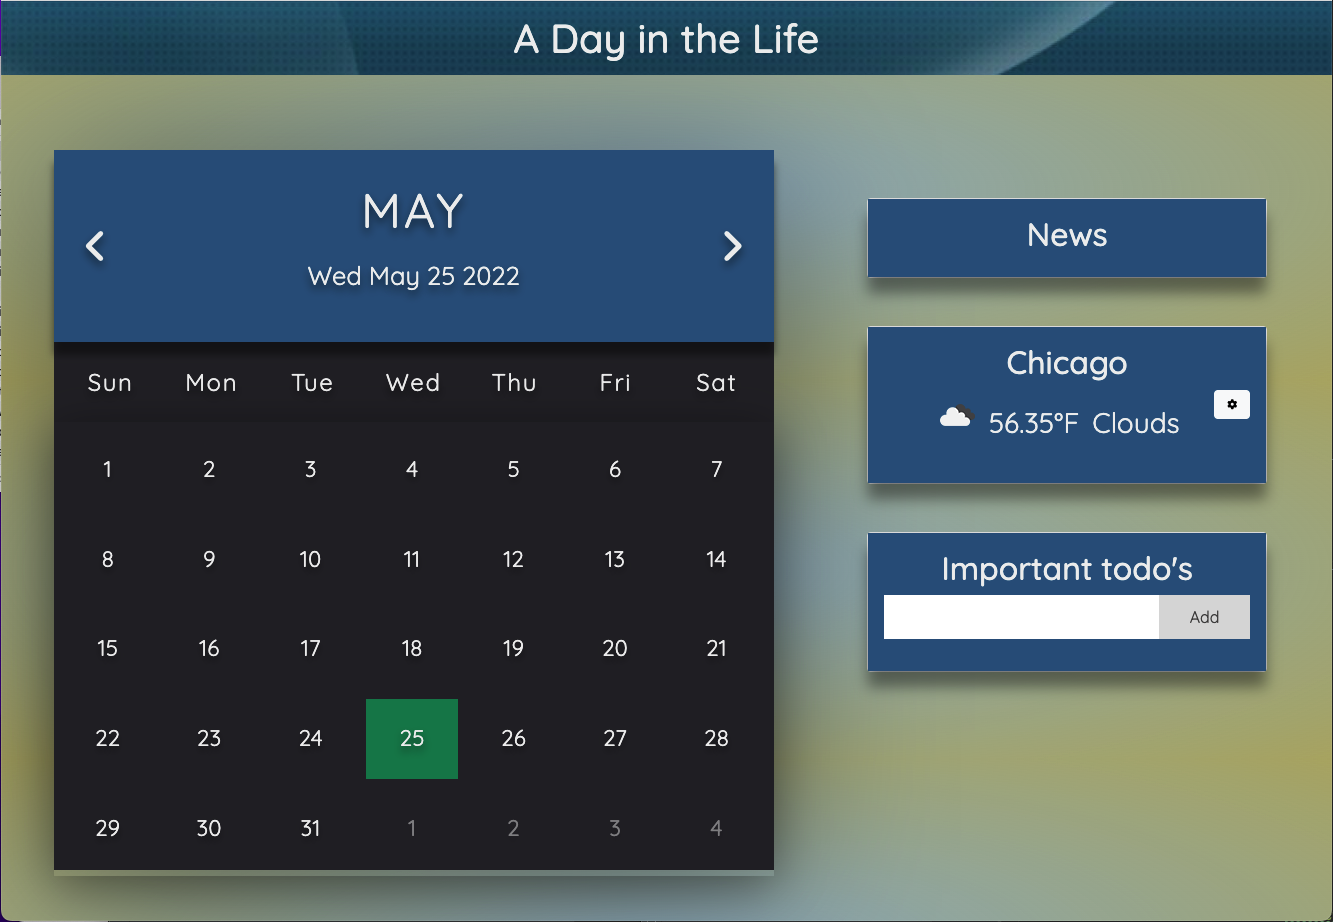 A Day in the Life
MAY
Wed May 25 2022
Sun Mon Tue Wed Thu Fri Sat
1 2 3 4 5 6 7
8 9 10 11 12 13 14
15 16 17 18 19 20 21
22 23 24 25 26 27 28
29 30 31 1 2 3 4
News
Chicago
56.35°F Clouds
Important todo's
Add